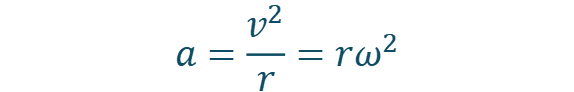 a = v²/r = rω²